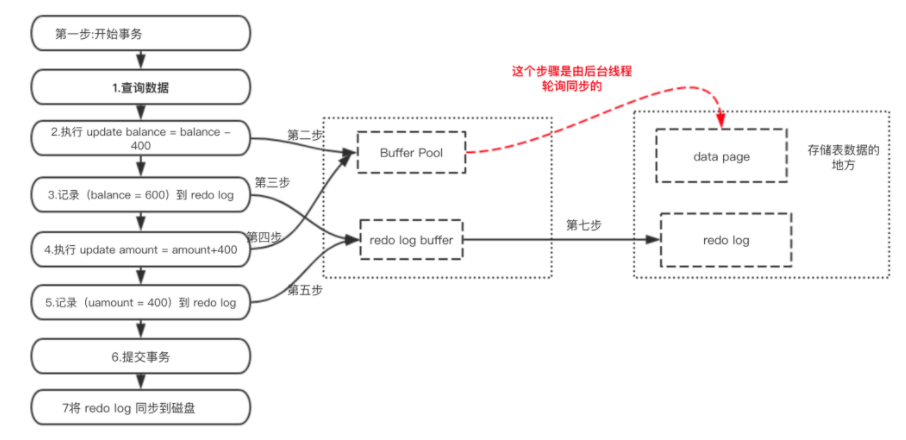 第一步:开始事务
1.查询数据
2.执行 update balance = balance –
400
3.记录（balance = 600）到 redo log
4.执行 update amount = amount+400
5.记录（uamount = 400）到 redo log
6.提交事务
7将 redo log 同步到磁盘
第二步
第三步
第四步
第五步
Buffer Pool
redo log buffer
第七步
这个步骤是由后台线程
轮询同步的
data page
redo log
存储表数据的
地方